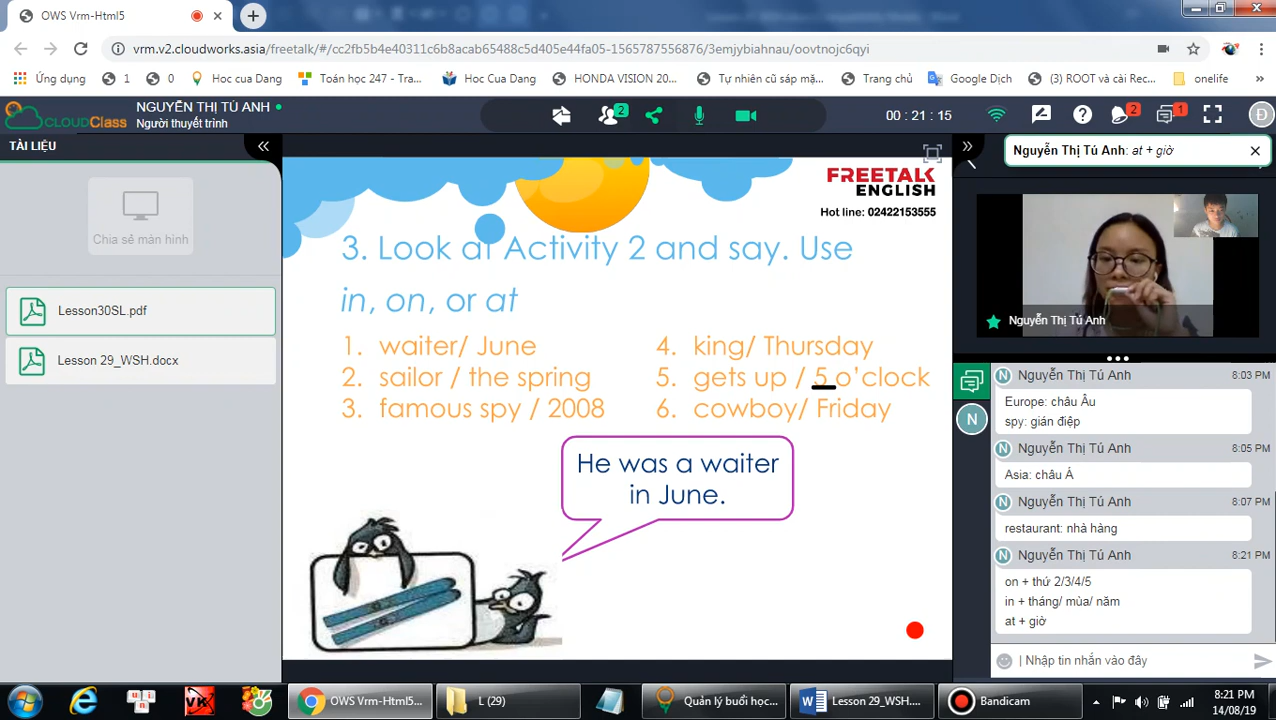 OWS Vrm-Html5
vrm.v2.cloudworks.asia/freetalk/#/cc2fb5b4e40311c6b8acab65485c5d405e44fa05-1565787556876/3emjybiahnau/oovtnojc6qyi
Ứng dụng
1
0
Hoc cua Dang
Toán học 247 - Tra...
Học Cua Dang
HONDA VISION 20...
Tự nhiên cũ sáp mặ...
Trang chủ
Google Dịch
(3) ROOT và cài Rec...
onelife
»
CLOUDClass
NGUYỄN THỊ TÚ ANH
Người thuyết trình
2
00 : 21 : 15
2
1
Đ
TÀI LIỆU
Chia sẻ màn hình
Lesson30SL.pdf
Lesson 29_WSH.docx
FREETALK
ENGLISH
Hot line: 02422153555
3. Look at Activity 2 and say. Use
in, on, or at
1. waiter/ June
2. sailor / the spring
3. famous spy / 2008
4. king/ Thursday
5. gets up / 5 o'clock
6. cowboy/ Friday
He was a waiter
in June.
Nguyễn Thị Tú Anh: at + giờ
Nguyễn Thị Tú Anh
N
Nguyễn Thị Tú Anh
8:03 PM
Europe: châu Âu
spy: gián điệp
N
Nguyễn Thị Tú Anh
8:05 PM
Asia: châu Á
N
Nguyễn Thị Tú Anh
8:07 PM
restaurant: nhà hàng
N
Nguyễn Thị Tú Anh
8:21 PM
on + thứ 2/3/4/5
in + tháng/ mùa/ năm
at + giờ
Nhập tin nhắn vào đây
OWS Vrm-Html5...
L (29)
Quản lý buổi học...
Lesson 29_WSH....
Bandicam
8:21 PM
14/08/19